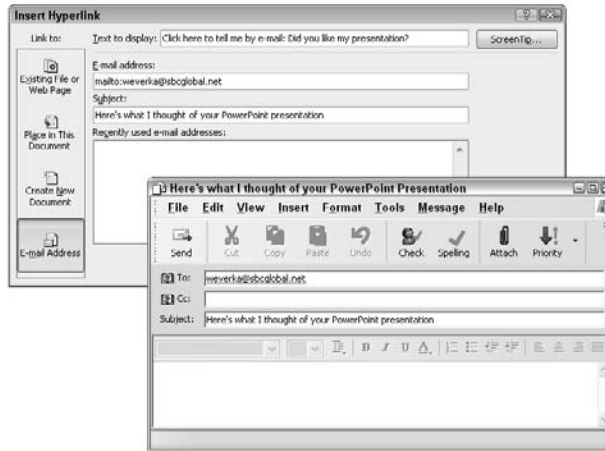 Insert Hyperlink
Link to:
Text to display: Click here to tell me by e-mail: Did you like my presentation?
ScreenTip...
Existing File or
Web Page
Place in This
Document
Create New
Document
E-mail Address
E-mail address:
mailto:weverka@sbcglobal.net
Subject:
Here's what I thought of your PowerPoint presentation
Recently used e-mail addresses:
Here's what I thought of your PowerPoint Presentation
File Edit View Insert Format Tools Message Help
Send Cut Copy Paste Undo Check Spelling Attach Priority
To: weverka@sbcglobal.net
Cc:
Subject: Here's what I thought of your PowerPoint presentation
B I U A